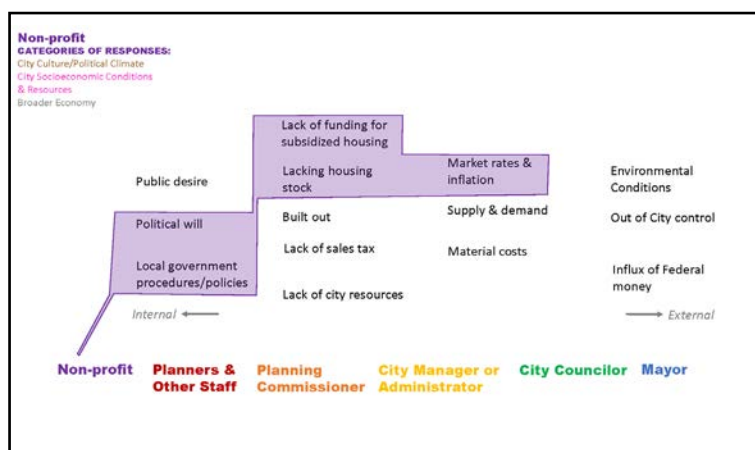 Non-profit
CATEGORIES OF RESPONSES:
City Culture/Political Climate
City Socioeconomic Conditions
& Resources
Broader Economy
Lack of funding for
subsidized housing
Public desire
Lacking housing
stock
Market rates &
inflation
Environmental
Conditions
Political will
Built out
Supply & demand
Out of City control
Lack of sales tax
Material costs
Local government
procedures/policies
Lack of city resources
Influx of Federal
money
Internal
External
Non-profit
Planners &
Other Staff
Planning
Commissioner
City Manager or
Administrator
City Councilor
Mayor